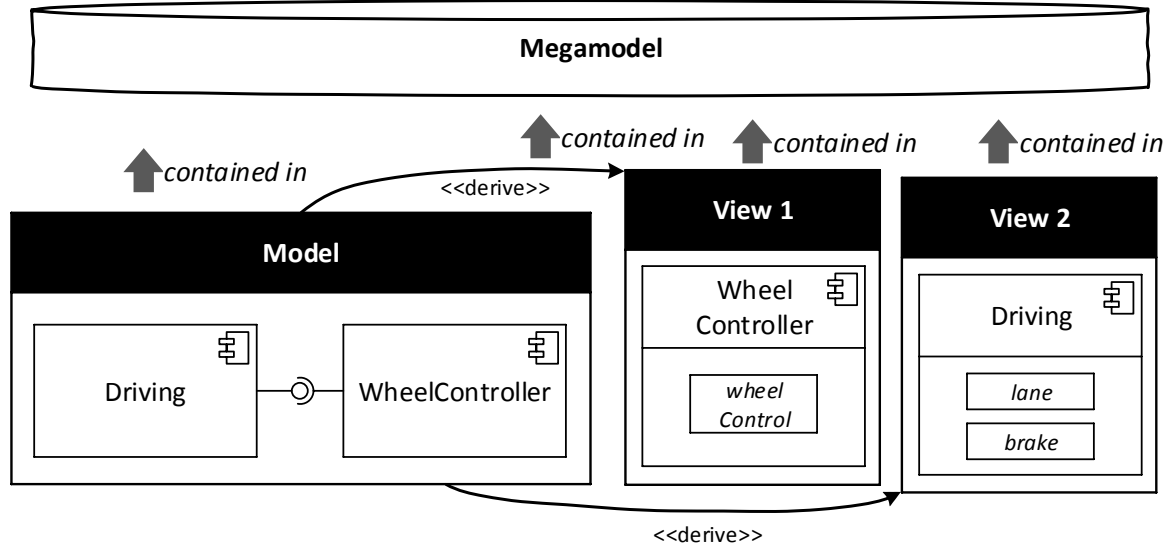 Megamodel
contained in
contained in
contained in
contained in
<<derive>>
Model
View 1
View 2
Driving
WheelController
Wheel
Controller
wheel
Control
Driving
lane
brake
<<derive>>